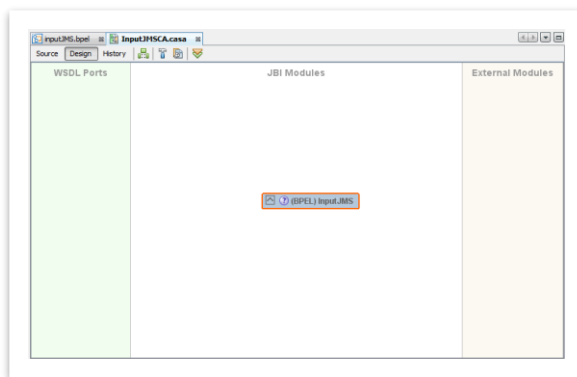 inputJMS.bpel InputJMSCA.casa
Source Design History
WSDL Ports JBI Modules External Modules
(BPEL) InputJMS